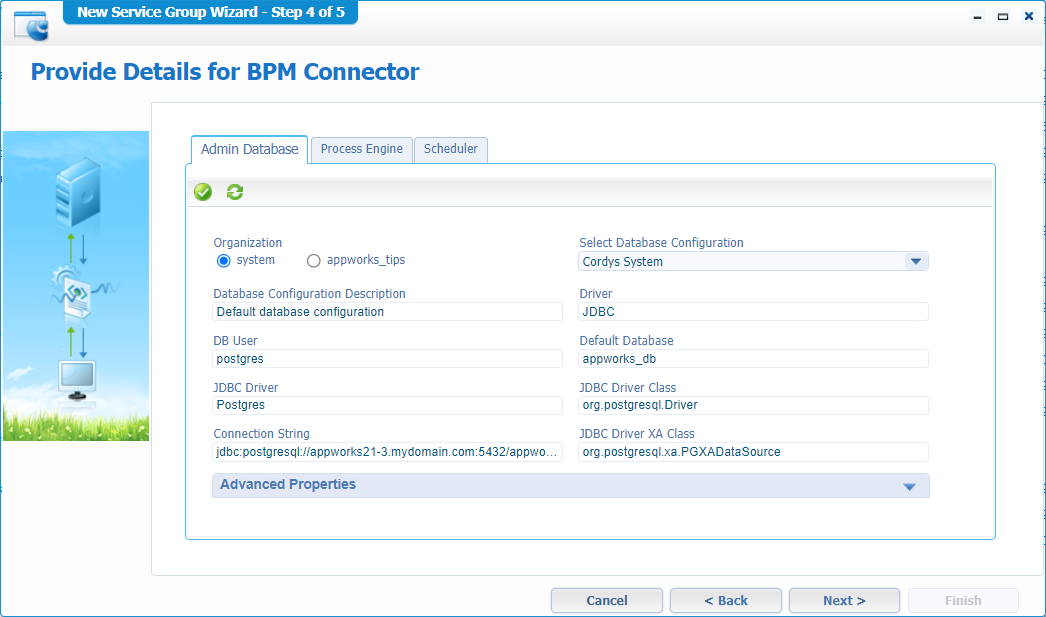 New Service Group Wizard - Step 4 of 5
Provide Details for BPM Connector
Admin Database
Process Engine
Scheduler
Organization
system
appworks_tips
Select Database Configuration
Cordys System
Database Configuration Description
Default database configuration
Driver
JDBC
DB User
postgres
Default Database
appworks_db
JDBC Driver
Postgres
JDBC Driver Class
org.postgresql.Driver
Connection String
jdbc:postgresql://appworks21-3.mydomain.com:5432/appwo...
JDBC Driver XA Class
org.postgresql.xa.PGXADataSource
Advanced Properties
Cancel
< Back
Next >
Finish